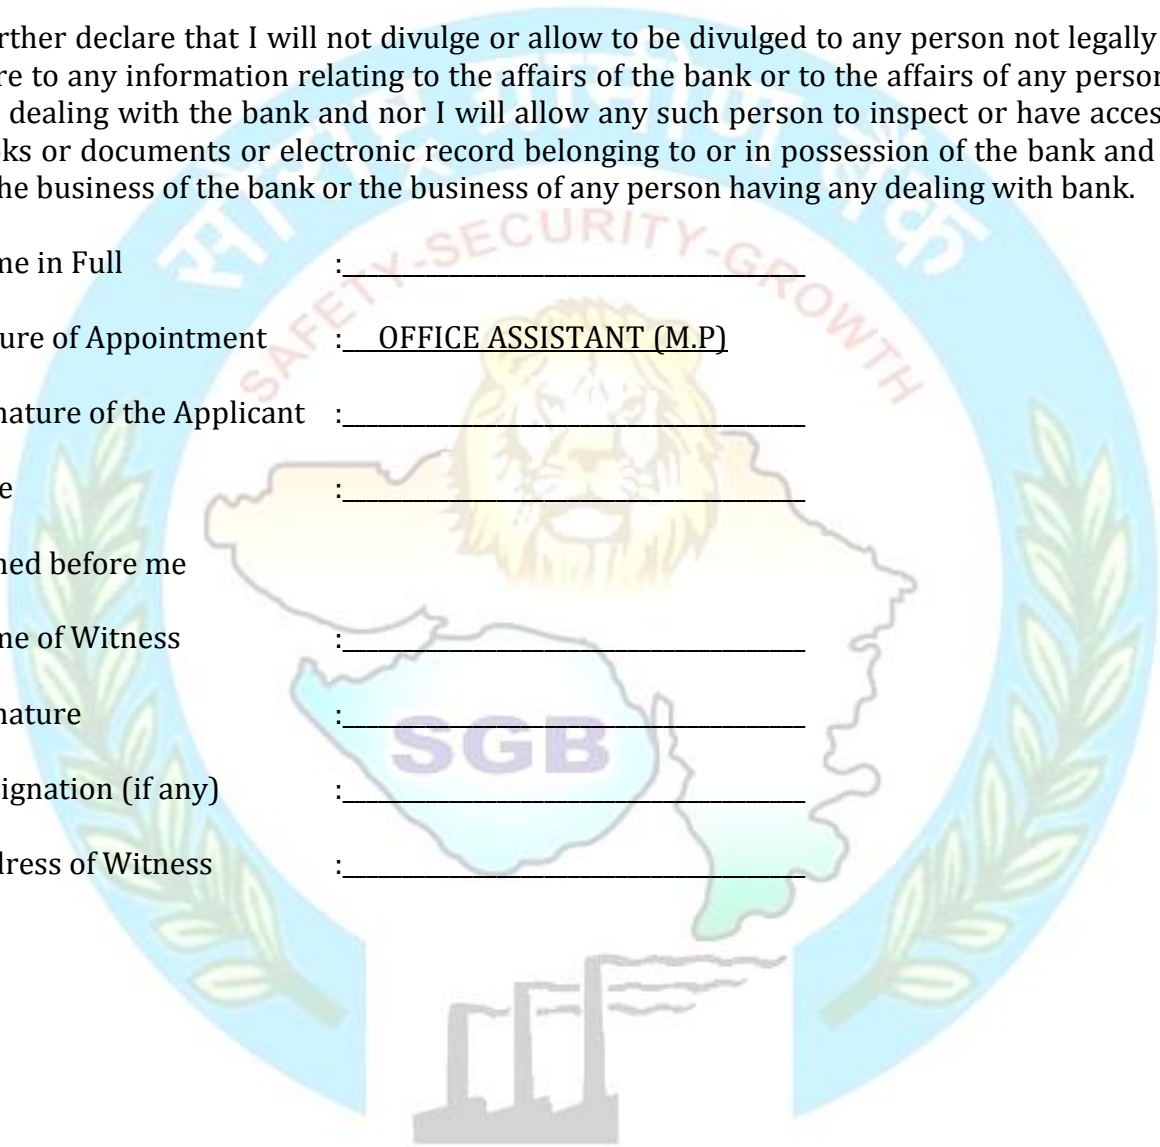 rther declare that I will not divulge or allow to be divulged to any person not legally
re to any information relating to the affairs of the bank or to the affairs of any person
dealing with the bank and nor I will allow any such person to inspect or have acces
ks or documents or electronic record belonging to or in possession of the bank and
he business of the bank or the business of any person having any dealing with bank.
सौराष्ट्र ग्रामीण बैंक
SAFETY-SECURITY-GROWTH
me in Full :
ure of Appointment : OFFICE ASSISTANT (M.P)
nature of the Applicant :
e :
ned before me
me of Witness :
nature :
SGB
ignation (if any) :
dress of Witness :